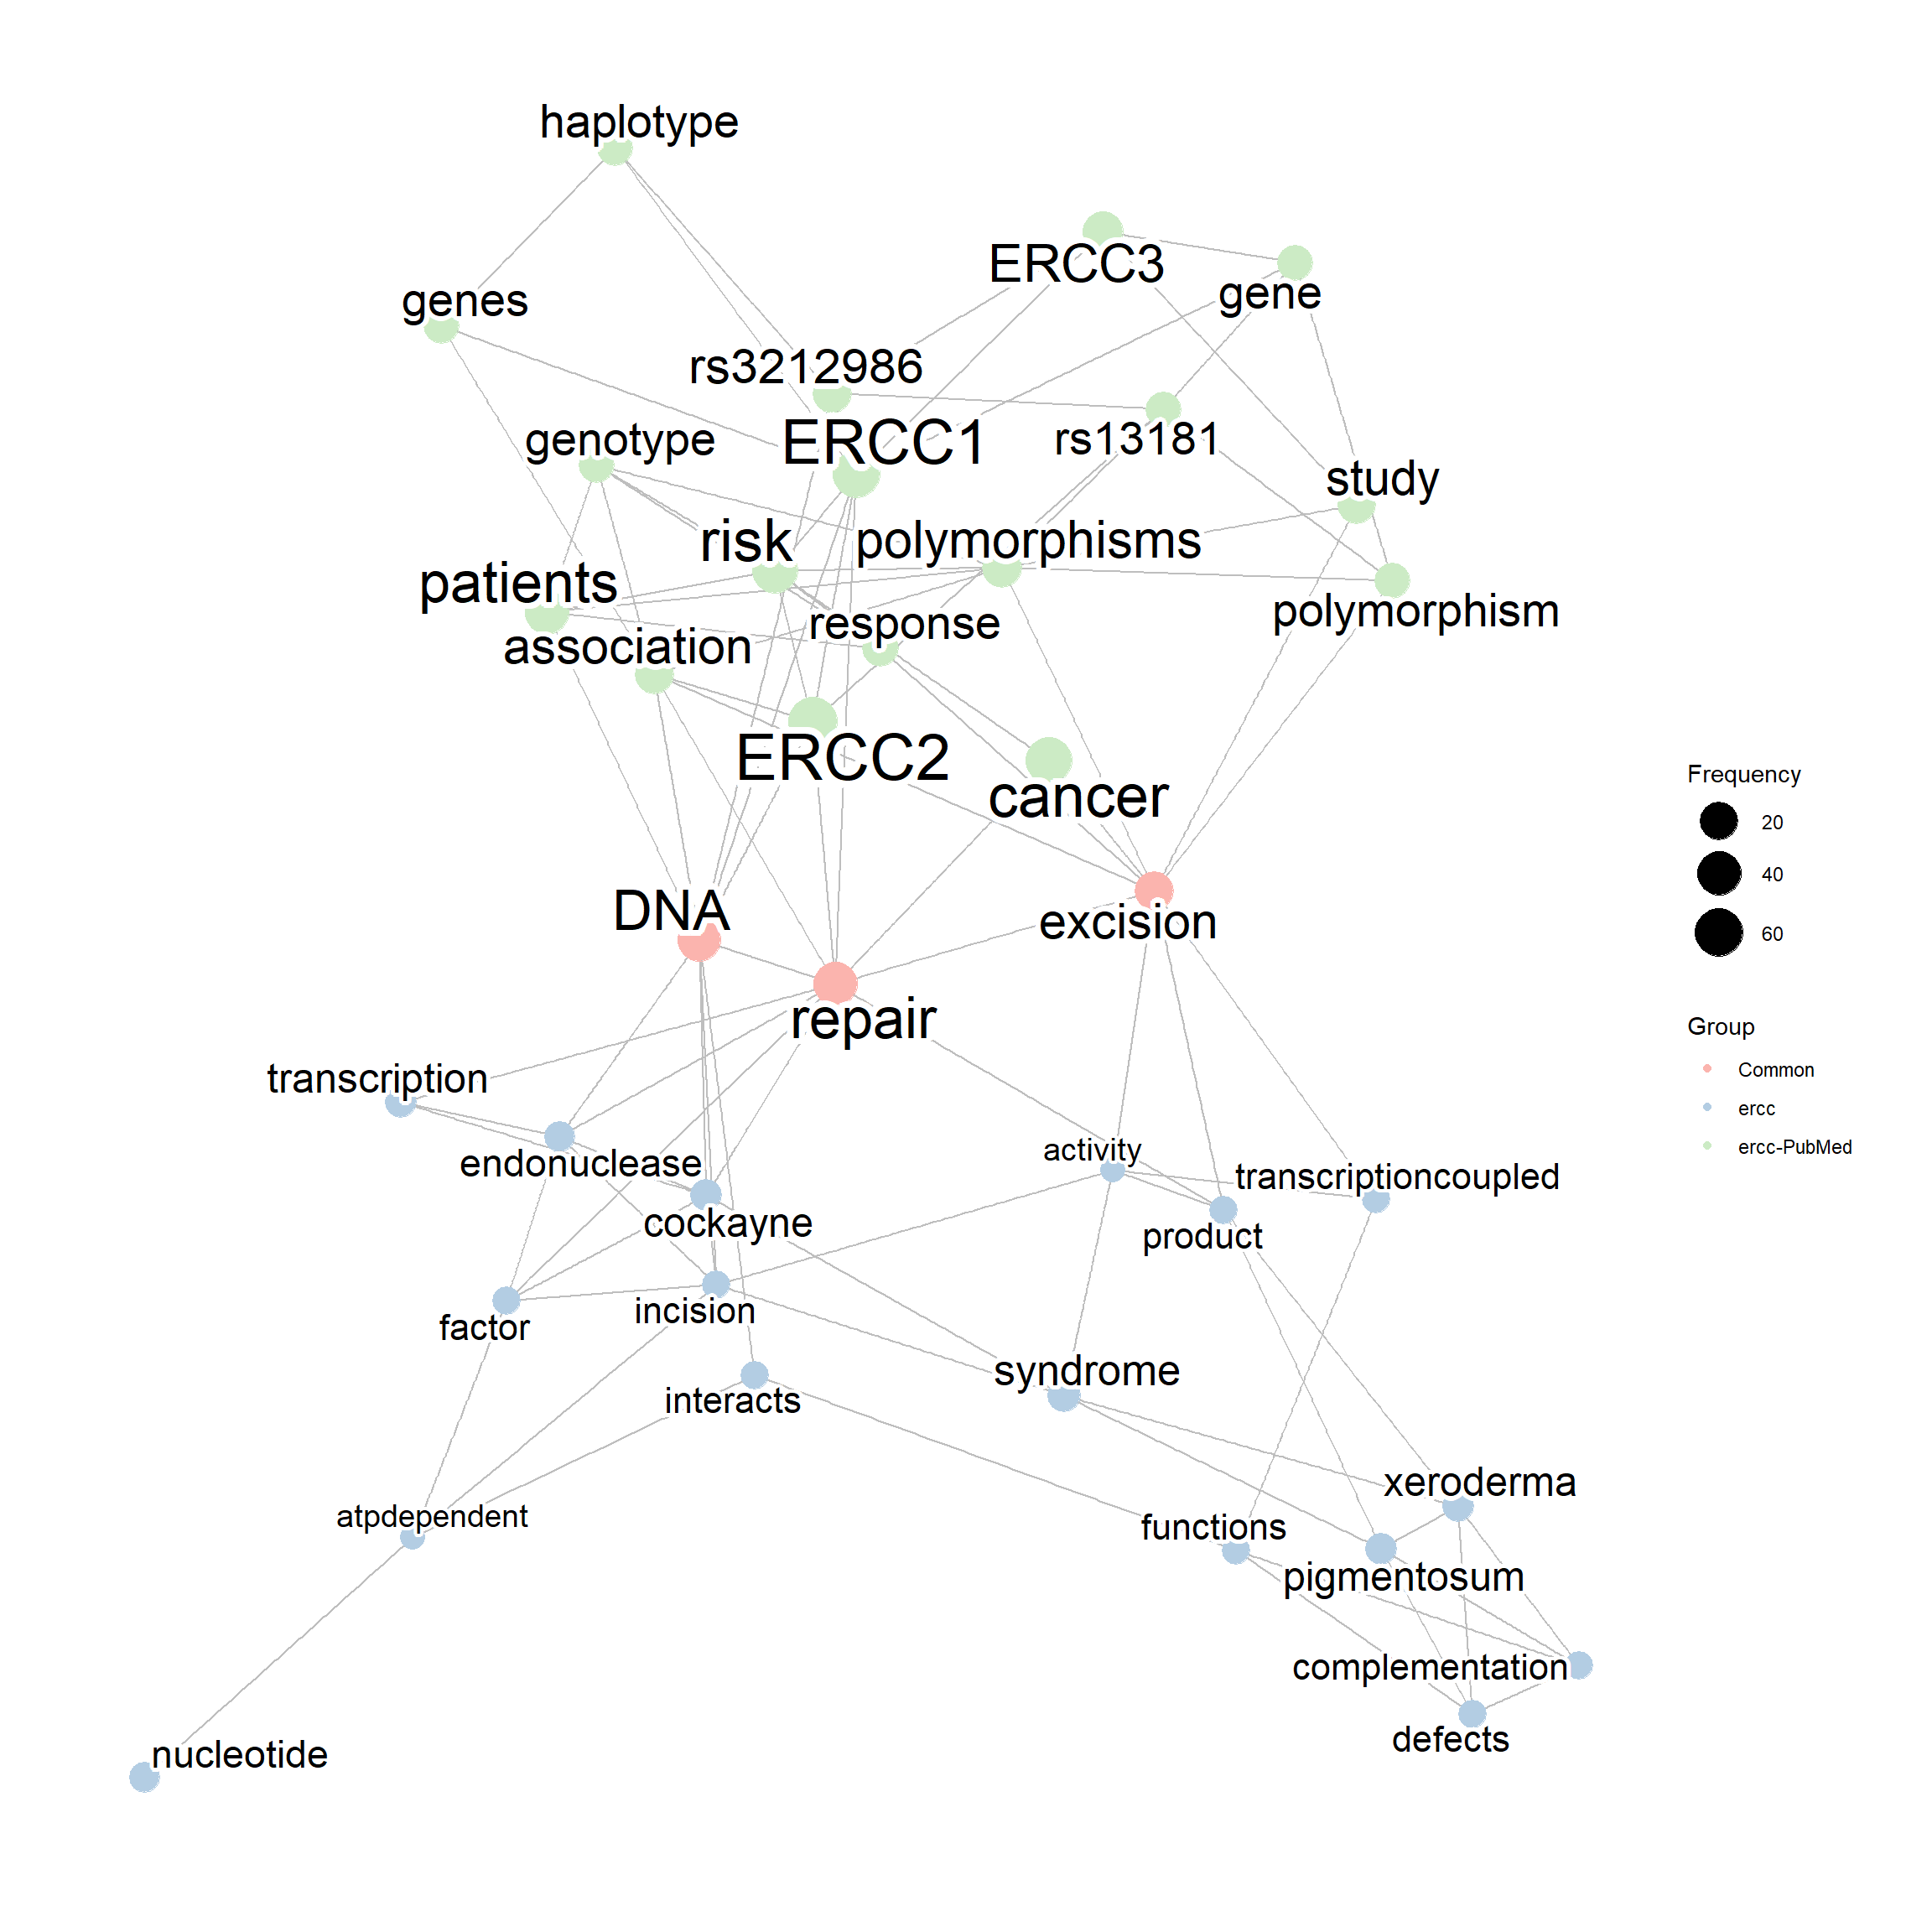 haplotype
ERCC3
gene
genes
rs3212986
ERCC1
genotype
rs13181
study
risk
polymorphisms
patients
polymorphism
response
association
ERCC2
cancer
DNA
excision
repair
transcription
endonuclease
activity
transcriptioncoupled
cockayne
product
incision
factor
syndrome
interacts
xeroderma
atpdependent
functions
pigmentosum
complementation
defects
nucleotide
Frequency
20
40
60
Group
Common
ercc
ercc-PubMed